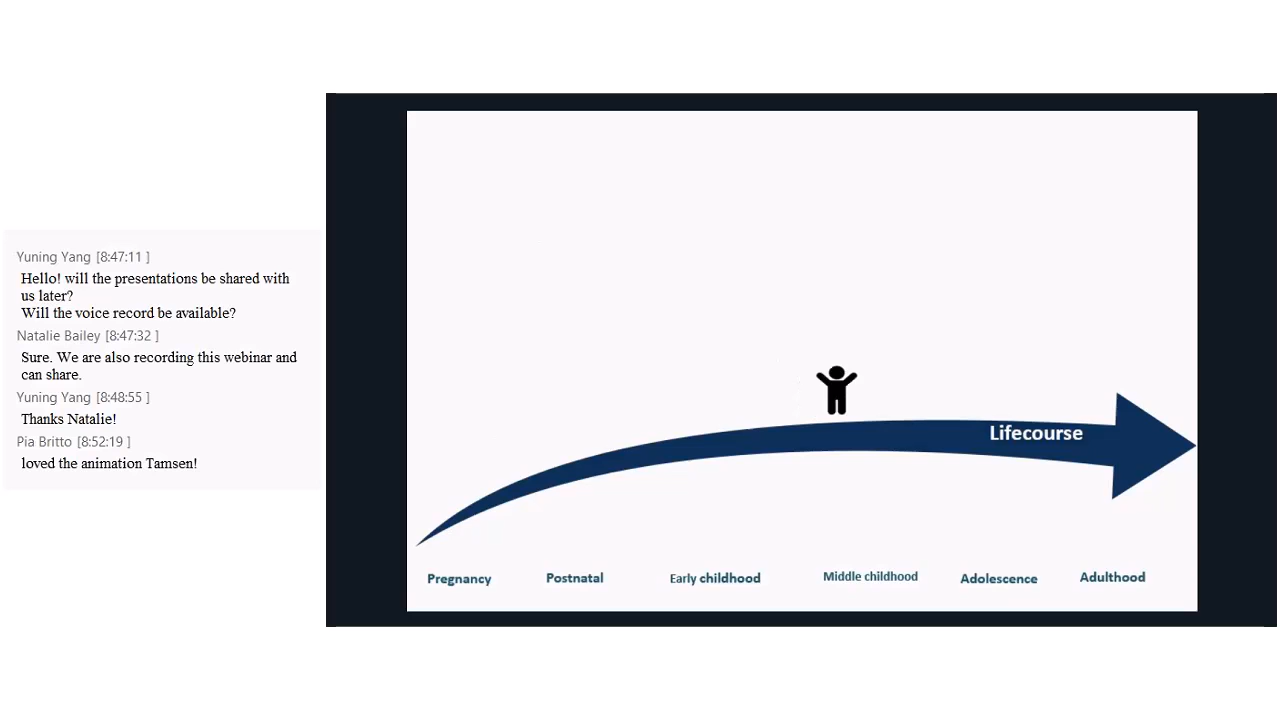 Yuning Yang [8:47:11 ]
Hello! will the presentations be shared with
us later?
Will the voice record be available?
Natalie Bailey [8:47:32 ]
Sure. We are also recording this webinar and
can share.
Yuning Yang [8:48:55 ]
Thanks Natalie!
Pia Britto [8:52:19 ]
loved the animation Tamsen!
Lifecourse
Pregnancy Postnatal Early childhood Middle childhood Adolescence Adulthood